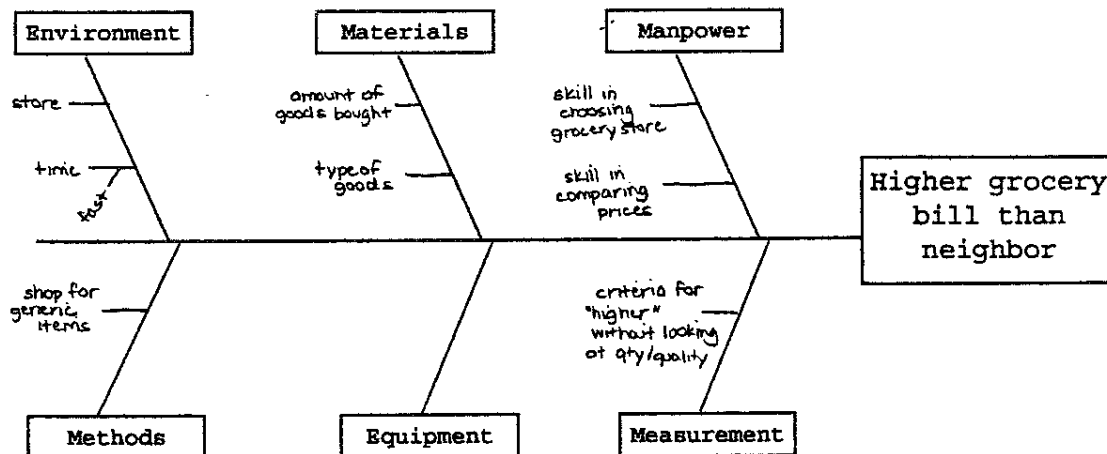 Environment
Materials
Manpower
store
time
fast
amount of
goods bought
type of
goods
skill in
choosing
grocery store
skill in
comparing
prices
Higher grocery
bill than
neighbor
shop for
generic
items
criteria for
"higher"
without looking
at qty/quality
Methods
Equipment
Measurement